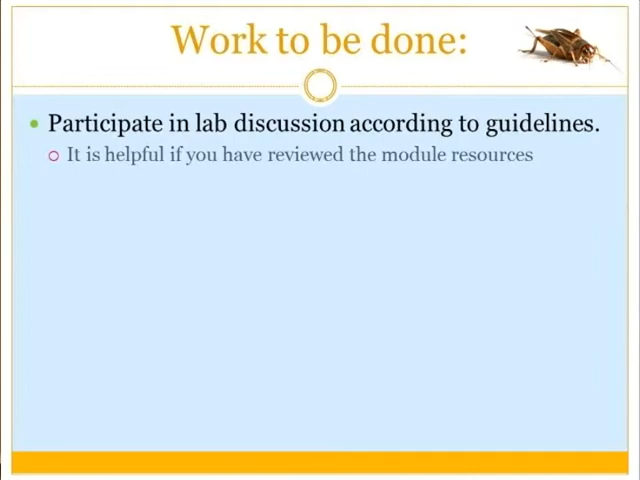 Work to be done:
Participate in lab discussion according to guidelines.
It is helpful if you have reviewed the module resources